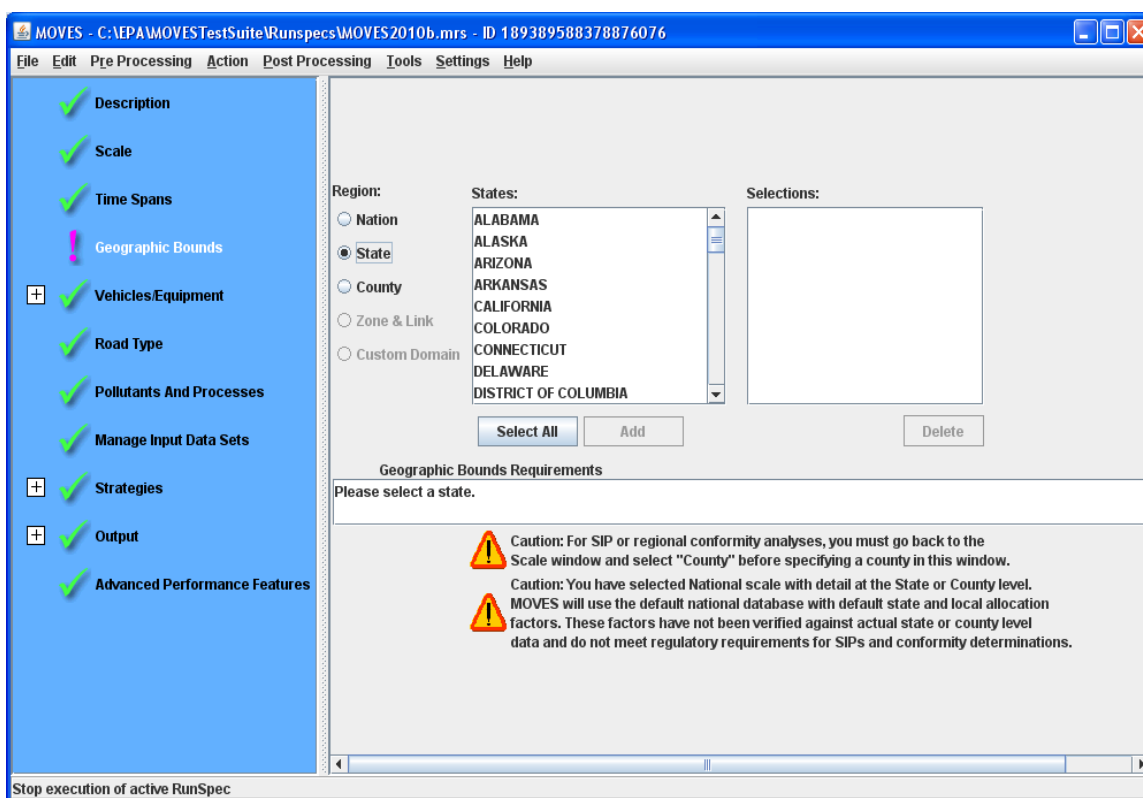 MOVES - C:\EPA\MOVESTestSuite\Runspecs\MOVES2010b.mrs - ID 189389588378876076
File Edit Pre Processing Action Post Processing Tools Settings Help
Description
Scale
Time Spans
Geographic Bounds
Vehicles/Equipment
Road Type
Pollutants And Processes
Manage Input Data Sets
Strategies
Output
Advanced Performance Features
Region:
Nation
State
County
Zone & Link
Custom Domain
States:
ALABAMA
ALASKA
ARIZONA
ARKANSAS
CALIFORNIA
COLORADO
CONNECTICUT
DELAWARE
DISTRICT OF COLUMBIA
Select All
Add
Selections:
Delete
Geographic Bounds Requirements
Please select a state.
Caution: For SIP or regional conformity analyses, you must go back to the
Scale window and select "County" before specifying a county in this window.
Caution: You have selected National scale with detail at the State or County level.
MOVES will use the default national database with default state and local allocation
factors. These factors have not been verified against actual state or county level
data and do not meet regulatory requirements for SIPs and conformity determinations.
Stop execution of active RunSpec